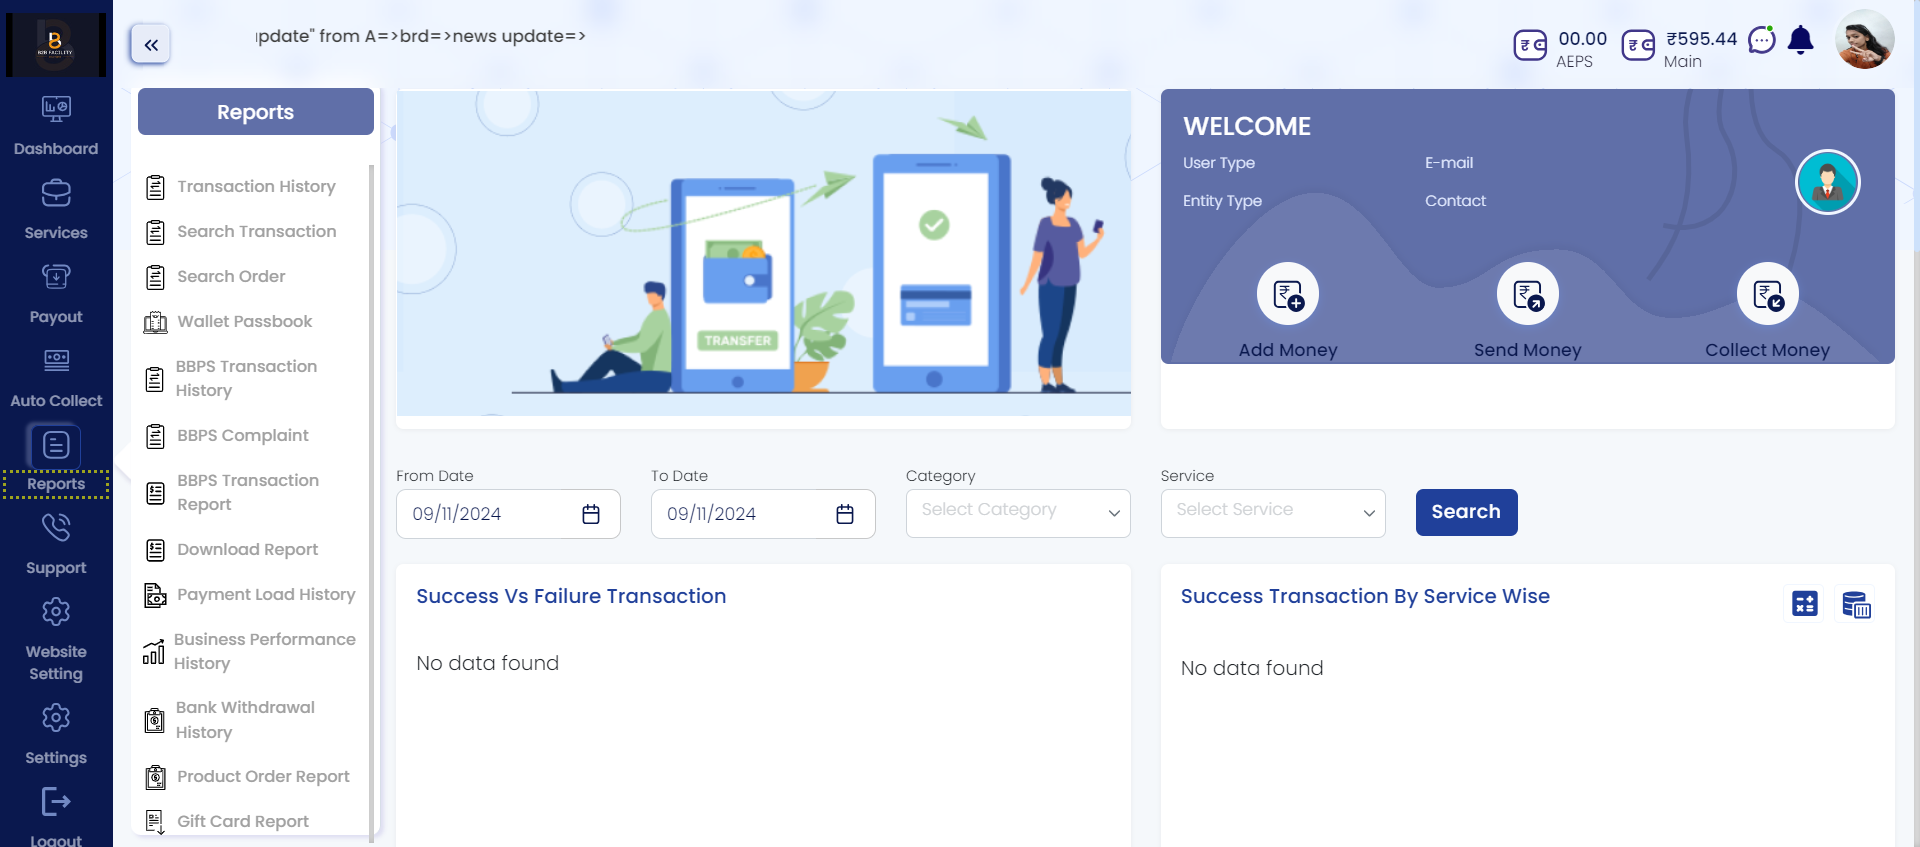 B2B FACILITY
Dashboard
Services
Payout
Auto Collect
Reports
Support
Website
Setting
Settings
Logout
update" from A=>brd=>news update=>
₹ 00.00
AEPS
₹ ₹595.44
Main
Reports
Transaction History
Search Transaction
Search Order
Wallet Passbook
BBPS Transaction
History
BBPS Complaint
BBPS Transaction
Report
Download Report
Payment Load History
Business Performance
History
Bank Withdrawal
History
Product Order Report
Gift Card Report
TRANSFER
WELCOME
User Type
E-mail
Entity Type
Contact
Add Money
Send Money
Collect Money
From Date
To Date
Category
Service
09/11/2024
09/11/2024
Select Category
Select Service
Search
Success Vs Failure Transaction
No data found
Success Transaction By Service Wise
No data found